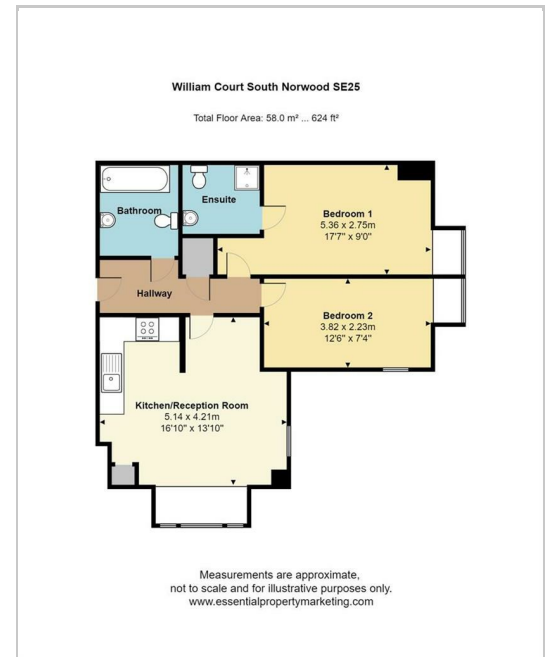 William Court South Norwood SE25
Total Floor Area: 58.0 m² ... 624 ft²
Bathroom
Ensuite
Bedroom 1
5.36 x 2.75m
17'7" x 9'0"
Hallway
Bedroom 2
3.82 x 2.23m
12'6" x 7'4"
Kitchen/Reception Room
5.14 x 4.21m
16'10" x 13'10"
Measurements are approximate,
not to scale and for illustrative purposes only.
www.essentialpropertymarketing.com